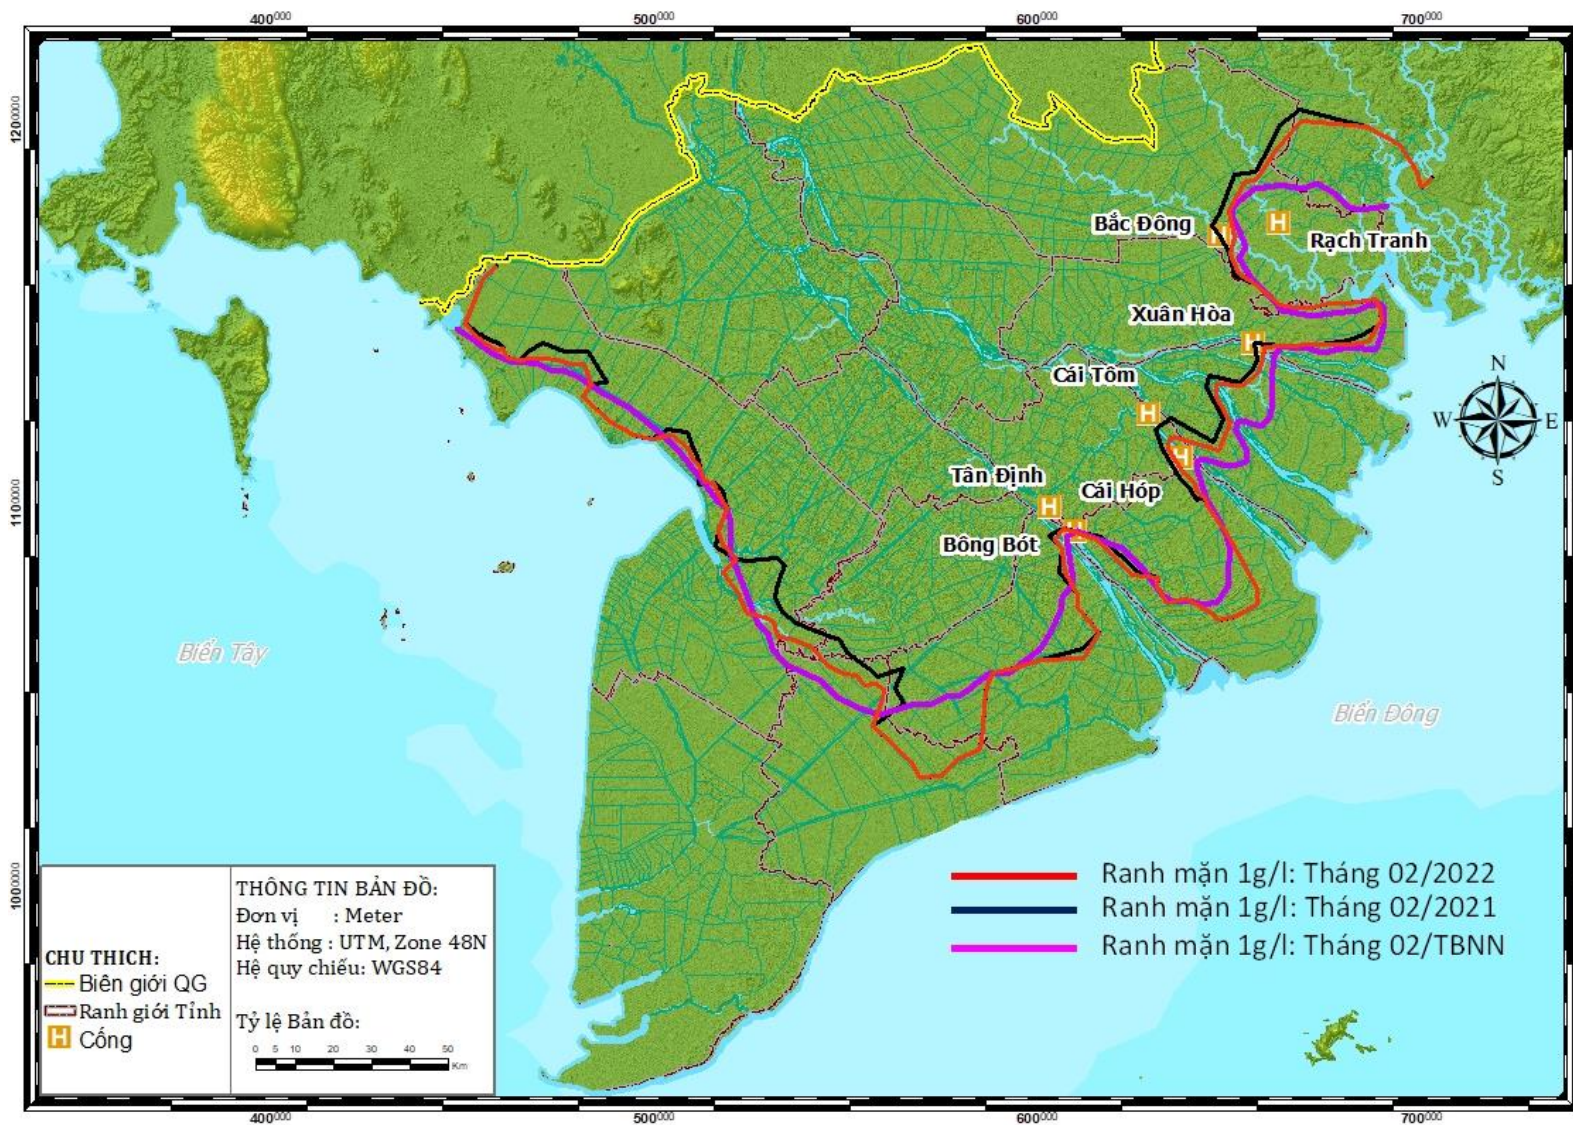 400000 500000 600000 700000
1200000
1100000
1000000
Bắc Đông
Rạch Tranh
Xuân Hòa
Cái Tôm
Tân Định
Cái Hóp
Bông Bót
N
W E
S
Biển Tây
Biển Đông
Ranh mặn 1g/l: Tháng 02/2022
Ranh mặn 1g/l: Tháng 02/2021
Ranh mặn 1g/l: Tháng 02/TBNN
CHU THICH:
Biên giới QG
Ranh giới Tỉnh
H Cống
THÔNG TIN BẢN ĐỒ:
Đơn vị : Meter
Hệ thống : UTM, Zone 48N
Hệ quy chiếu: WGS84
Tỷ lệ Bản đồ:
0 5 10 20 30 40 50
Km
400000 500000 600000 700000